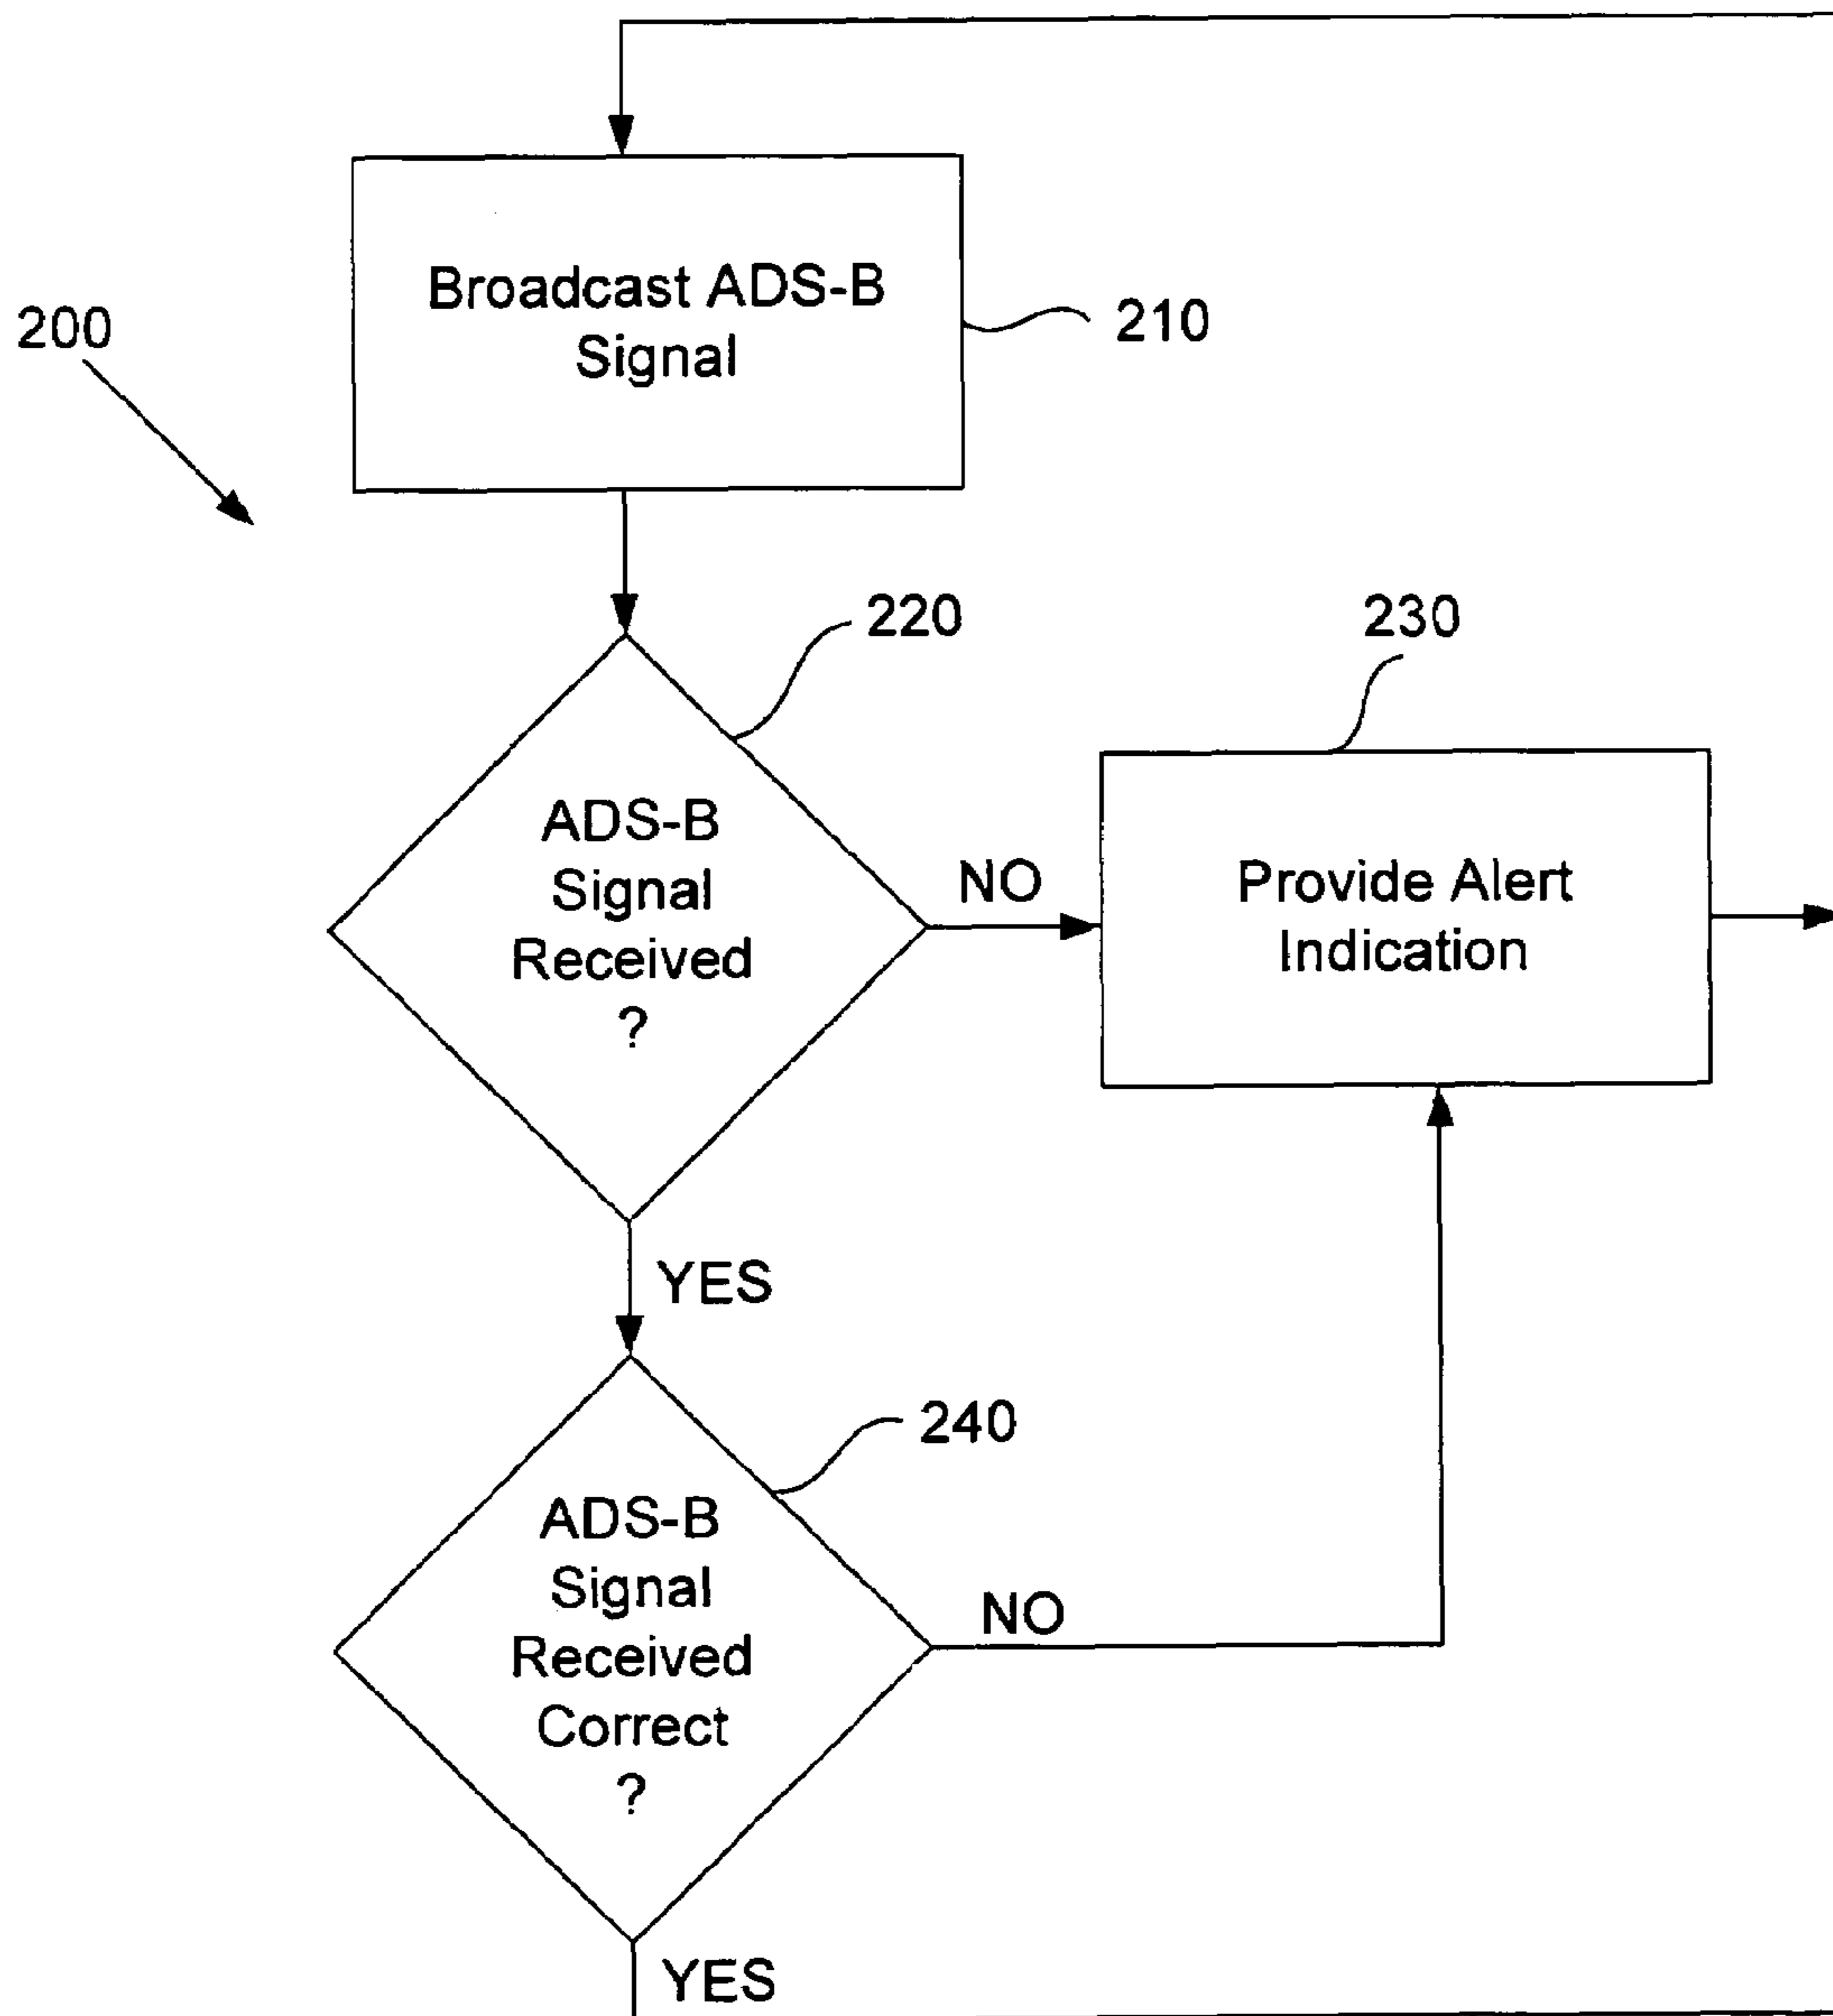 200
Broadcast ADS-B
Signal
210
220
ADS-B
Signal
Received
?
NO
230
Provide Alert
Indication
YES
240
ADS-B
Signal
Received
Correct
?
NO
YES